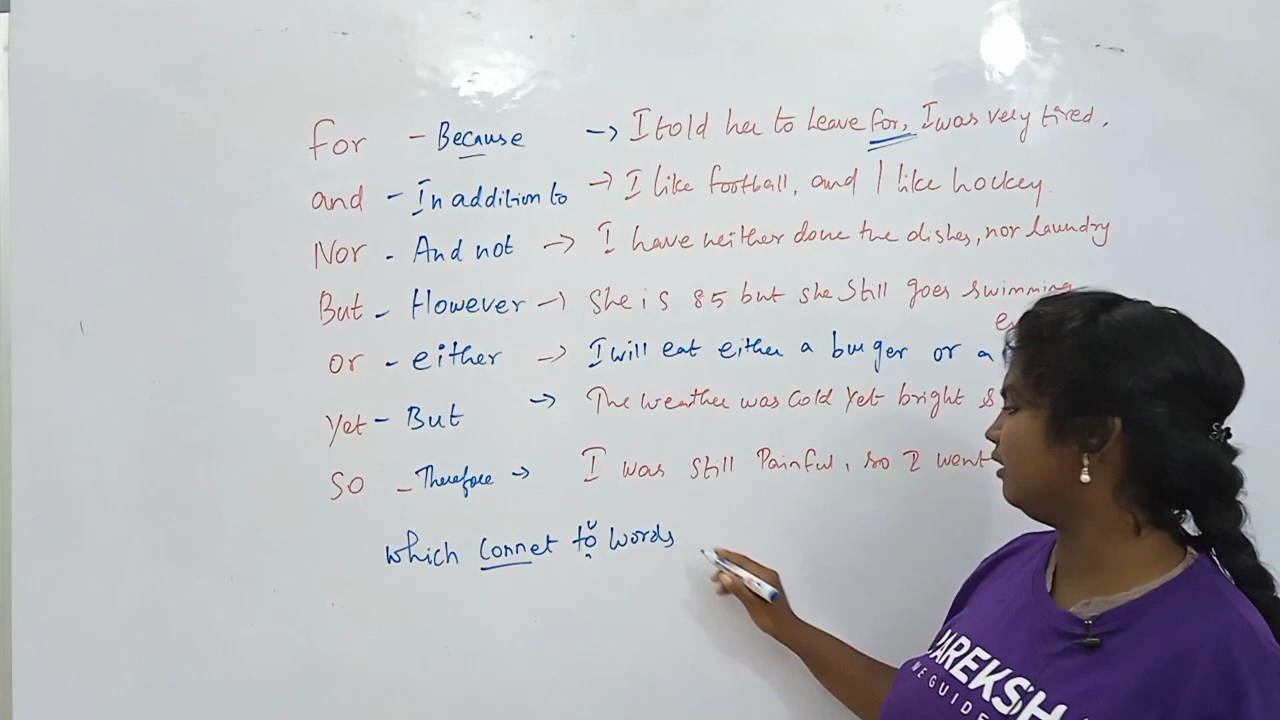 For - Because -> I told her to Leave for, I was very tired.
and - In addition to -> I like football, and I like hockey.
Nor - And not -> I have neither done the dishes, nor laundry
But - However -> She is 85 but she still goes swimming
or - either -> I will eat either a burger or a
Yet - But -> The weather was cold yet bright
So - Therefore -> I was still Painful, so I went
which connet to words